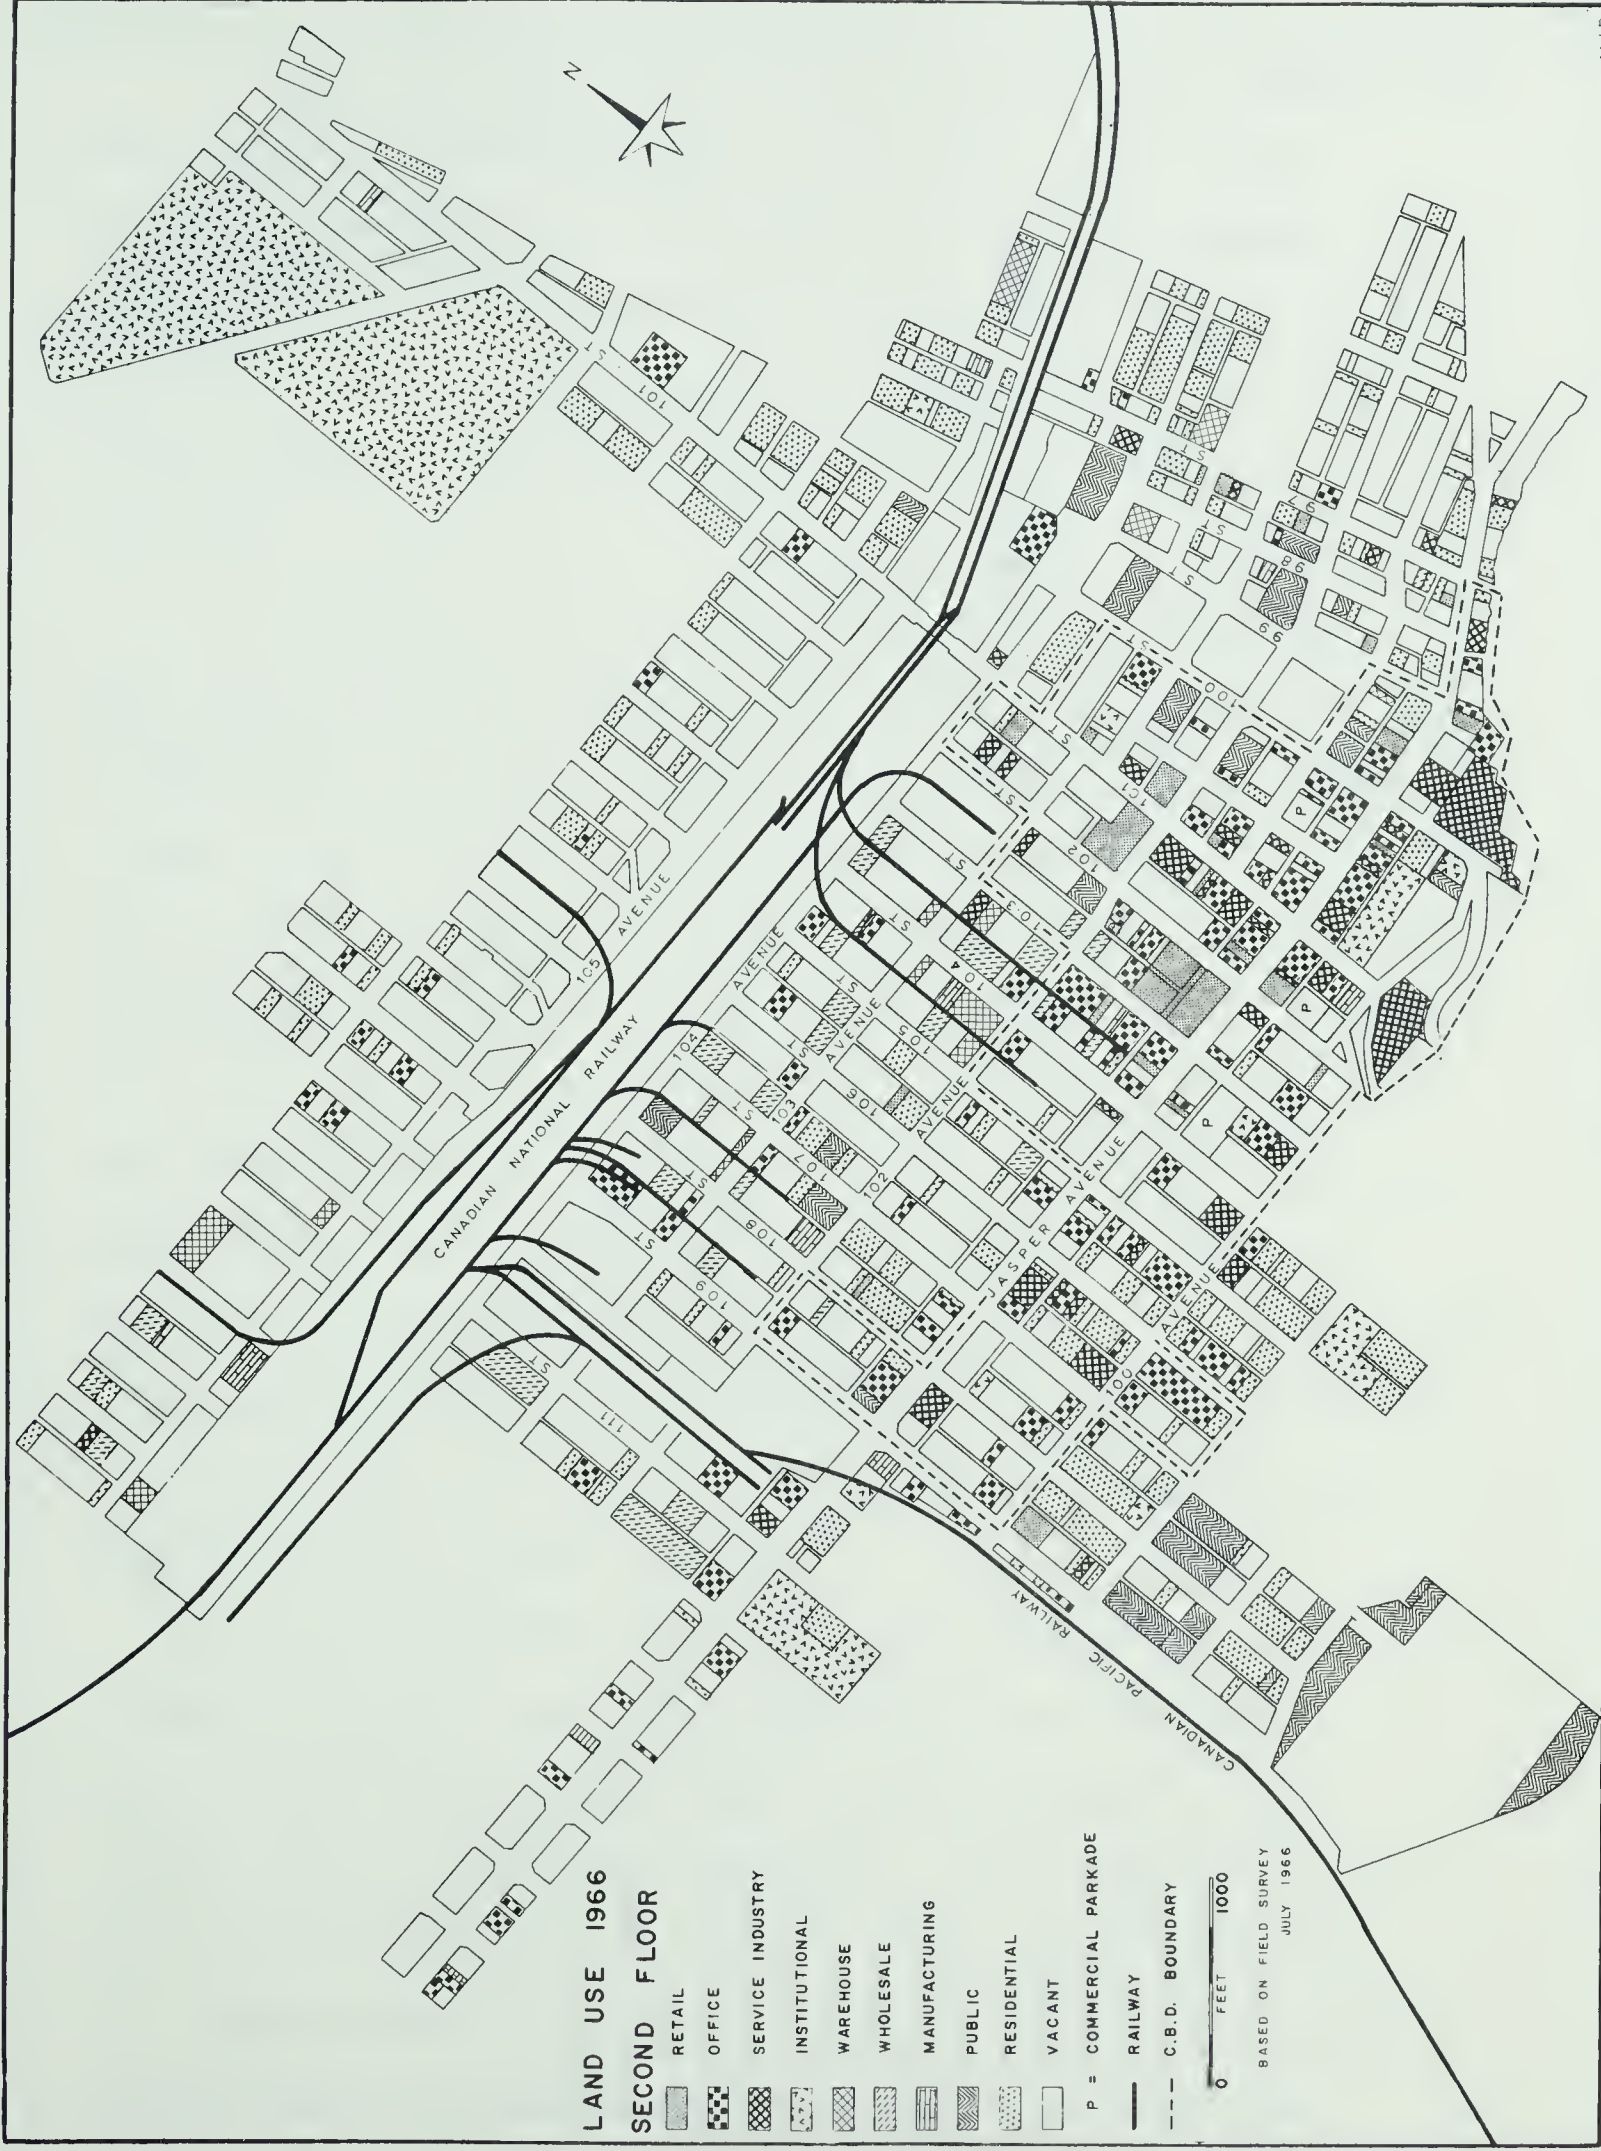 LAND USE 1966
SECOND FLOOR
RETAIL
OFFICE
SERVICE INDUSTRY
INSTITUTIONAL
WAREHOUSE
WHOLESALE
MANUFACTURING
PUBLIC
RESIDENTIAL
VACANT
P = COMMERCIAL PARKADE
RAILWAY
C.B.D. BOUNDARY
0 FEET 1000
BASED ON FIELD SURVEY
JULY 1966
N
CANADIAN NATIONAL RAILWAY
CANADIAN PACIFIC RAILWAY
105 AVENUE
104 AVENUE
103 AVENUE
102 AVENUE
JASPER AVENUE
100 AVENUE
111 ST
109 ST
108 ST
107 ST
106 ST
105 ST
104 ST
103 ST
102 ST
101 ST
100 ST
99 ST
98 ST
97 ST
101 ST
P
P
P